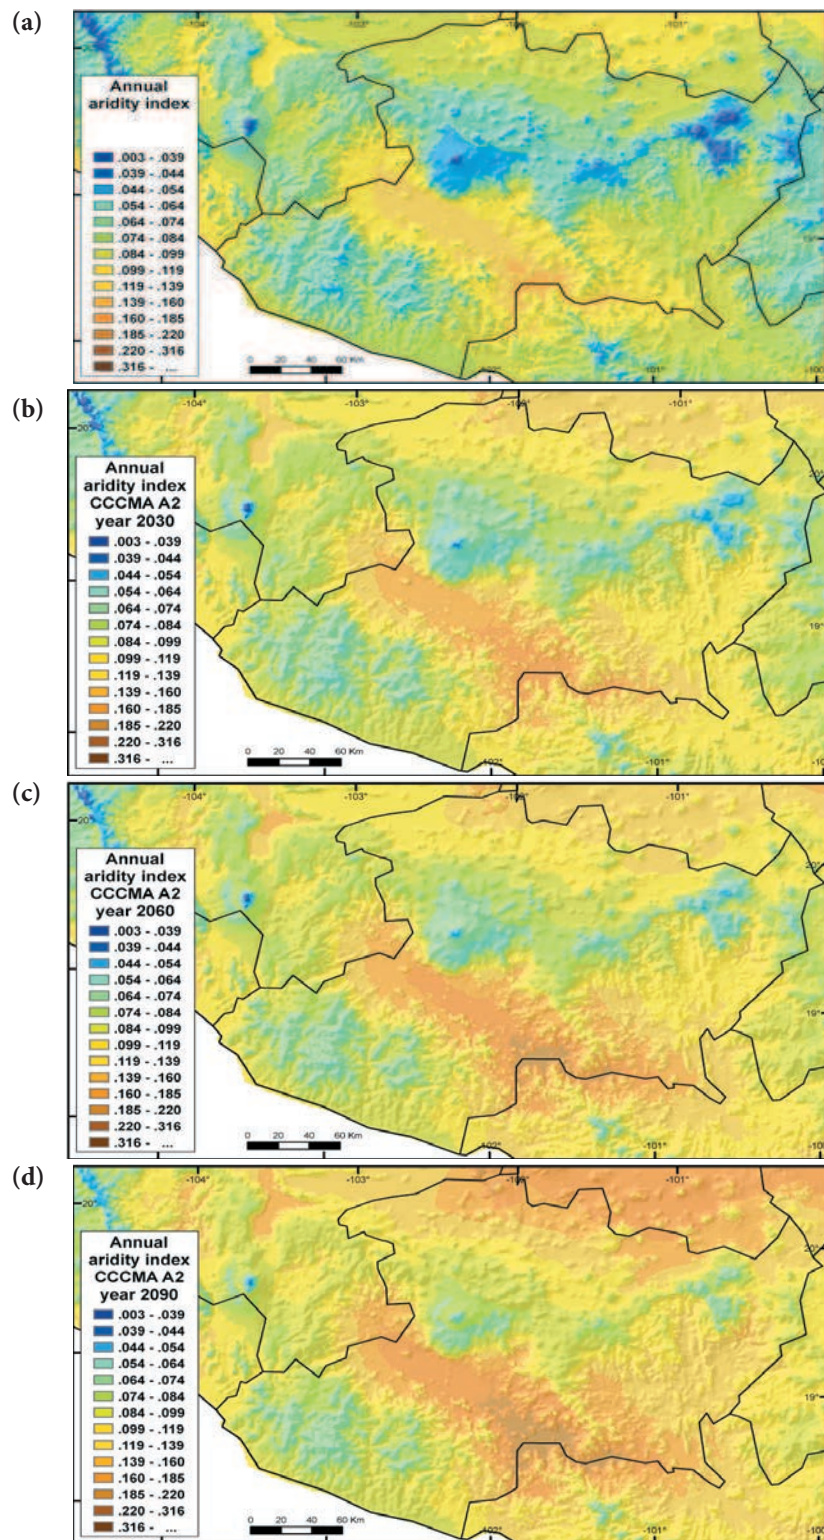 (a)
-104°
-103°
Annual
aridity index
.003 - .039
.039 - .044
.044 - .054
.054 - .064
.064 - .074
.074 - .084
.084 - .099
.099 - .119
.119 - .139
.139 - .160
.160 - .185
.185 - .220
.220 - .316
.316 - ...
19°
0 20 40 60 Km
-102°
-101°
-100
(b)
-104°
-103°
-101°
20°
20°
Annual
aridity index
CCCMA A2
year 2030
.003 - .039
.039 - .044
.044 - .054
.054 - .064
.064 - .074
.074 - .084
.084 - .099
.099 - .119
.119 - .139
.139 - .160
.160 - .185
.185 - .220
.220 - .316
.316 - ...
19°
0 20 40 60 Km
-102°
-101°
(c)
-104°
-103°
-101°
20°
20°
Annual
aridity index
CCCMA A2
year 2060
.003 - .039
.039 - .044
.044 - .054
.054 - .064
.064 - .074
.074 - .084
.084 - .099
.099 - .119
.119 - .139
.139 - .160
.160 - .185
.185 - .220
.220 - .316
.316 - ...
19°
0 20 40 60 Km
-102°
-101°
(d)
-104°
-103°
-101°
20°
20°
Annual
aridity index
CCCMA A2
year 2090
.003 - .039
.039 - .044
.044 - .054
.054 - .064
.064 - .074
.074 - .084
.084 - .099
.099 - .119
.119 - .139
.139 - .160
.160 - .185
.185 - .220
.220 - .316
.316 - ...
19°
0 20 40 60 Km
-102°
-101°
-100